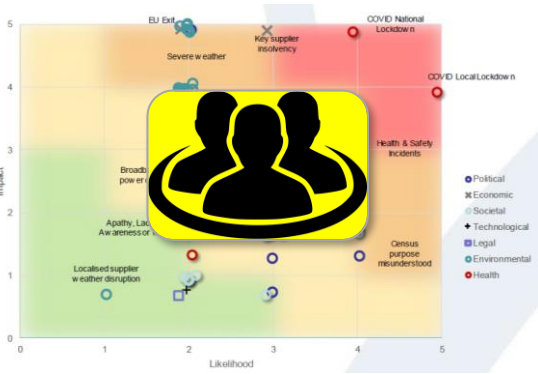 EU Exit
COVID National
Lockdown
Key supplier
insolvency
Severe weather
COVID Local Lockdown
Health & Safety
Incidents
Political
Economic
Societal
Technological
Legal
Environmental
Health
Apathy,
Awareness or
Census
purpose
misunderstood
Localised supplier
weather disruption
5
4
3
2
1
0
0
1
2
3
4
5
Likelihood